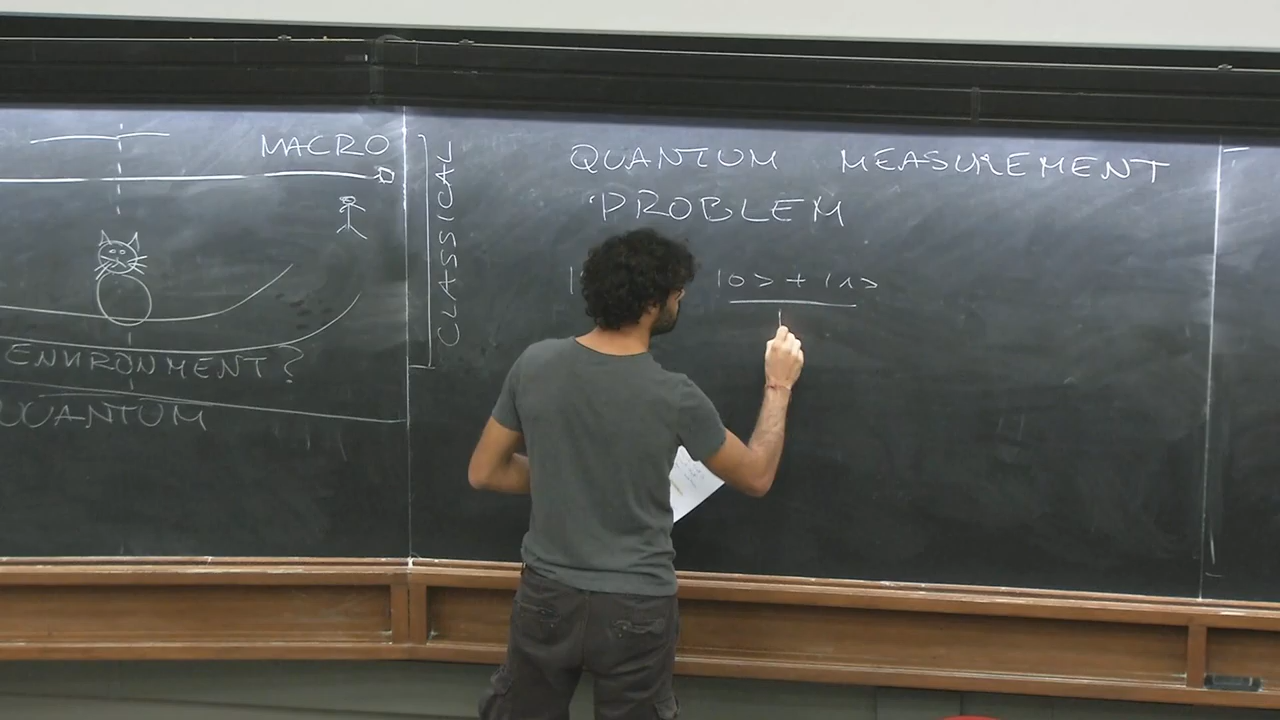 MACRO
CLASSICAL
ENVIRONMENT?
QUANTUM
QUANTUM MEASUREMENT
PROBLEM
|0> + |1>